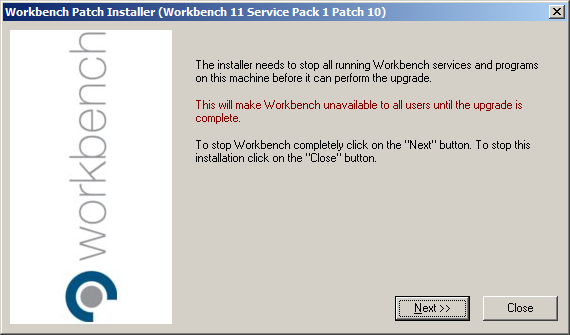 Workbench Patch Installer (Workbench 11 Service Pack 1 Patch 10)
workbench
The installer needs to stop all running Workbench services and programs
on this machine before it can perform the upgrade.
This will make Workbench unavailable to all users until the upgrade is
complete.
To stop Workbench completely click on the "Next" button. To stop this
installation click on the "Close" button.
Next >>
Close